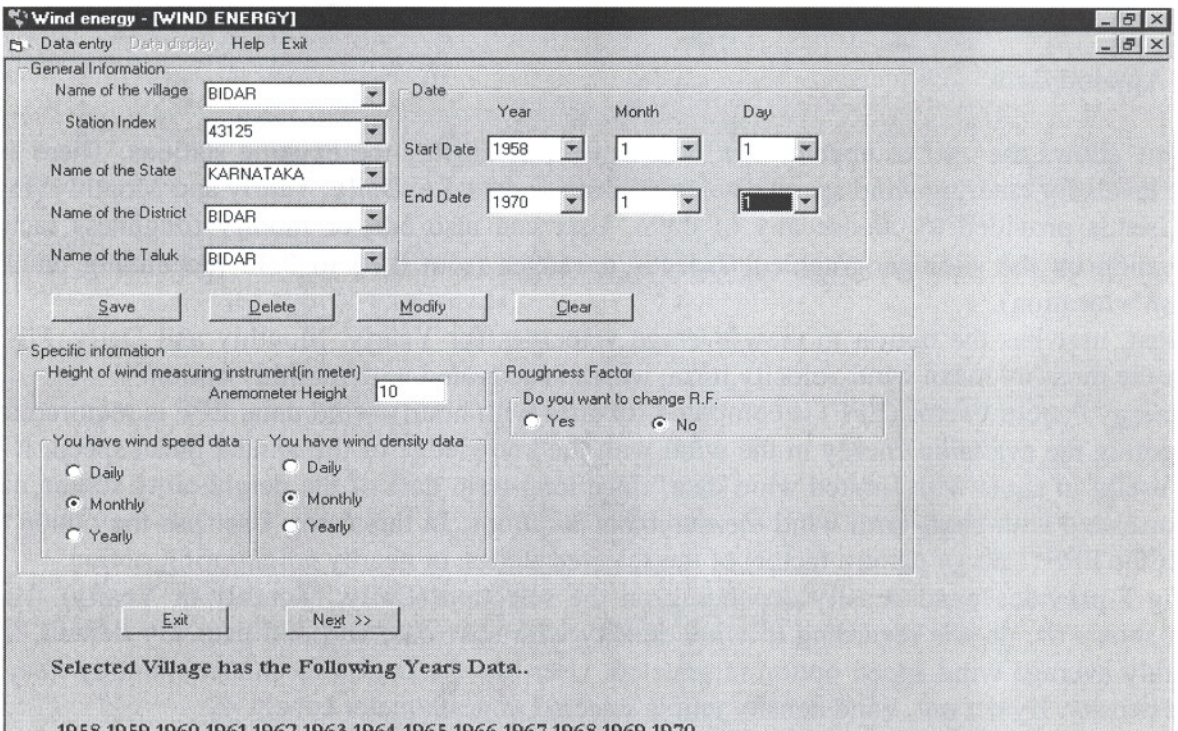 Wind energy - [WIND ENERGY]
Data entry Data display Help Exit
General Information
Name of the village BIDAR
Station Index 43125
Name of the State KARNATAKA
Name of the District BIDAR
Name of the Taluk BIDAR
Date
Year Month Day
Start Date 1958 1 1
End Date 1970 1 1
Save Delete Modify Clear
Specific information
Height of wind measuring instrument(in meter)
Anemometer Height 10
You have wind speed data
Daily
Monthly
Yearly
You have wind density data
Daily
Monthly
Yearly
Roughness Factor
Do you want to change R.F.
Yes No
Exit Next >>
Selected Village has the Following Years Data..
1958 1959 1960 1961 1962 1963 1964 1965 1966 1967 1968 1969 1970